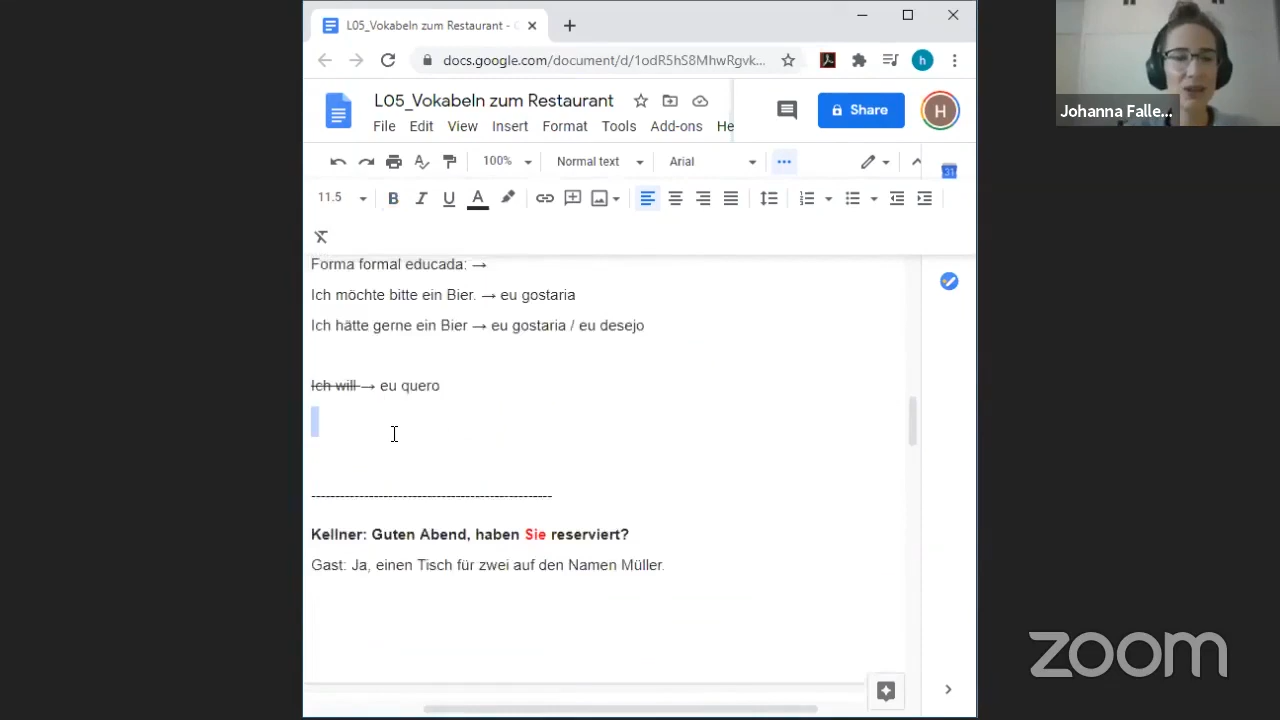 L05_Vokabeln zum Restaurant -
docs.google.com/document/d/1odR5hS8MhwRgvk...
h
L05_Vokabeln zum Restaurant
File Edit View Insert Format Tools Add-ons He
Share
H
100% Normal text Arial
31
11.5 B I U A
Forma formal educada: →
Ich möchte bitte ein Bier. → eu gostaria
Ich hätte gerne ein Bier → eu gostaria / eu desejo
Ich will → eu quero
--------------------------------------------------
Kellner: Guten Abend, haben Sie reserviert?
Gast: Ja, einen Tisch für zwei auf den Namen Müller.
Johanna Falle...
zoom